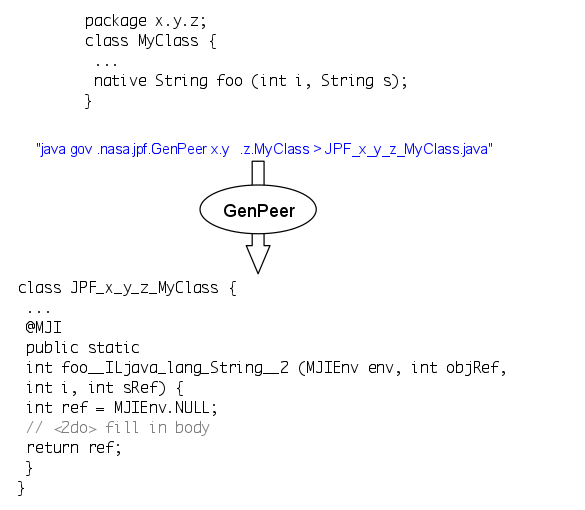 package x.y.z;
class MyClass {
...
native String foo (int i, String s);
}
"java gov .nasa.jpf.GenPeer x.y .z.MyClass > JPF_x_y_z_MyClass.java"
GenPeer
class JPF_x_y_z_MyClass {
...
@MJI
public static
int foo__ILjava_lang_String__2 (MJIEnv env, int objRef,
int i, int sRef) {
int ref = MJIEnv.NULL;
// <2do> fill in body
return ref;
}
}